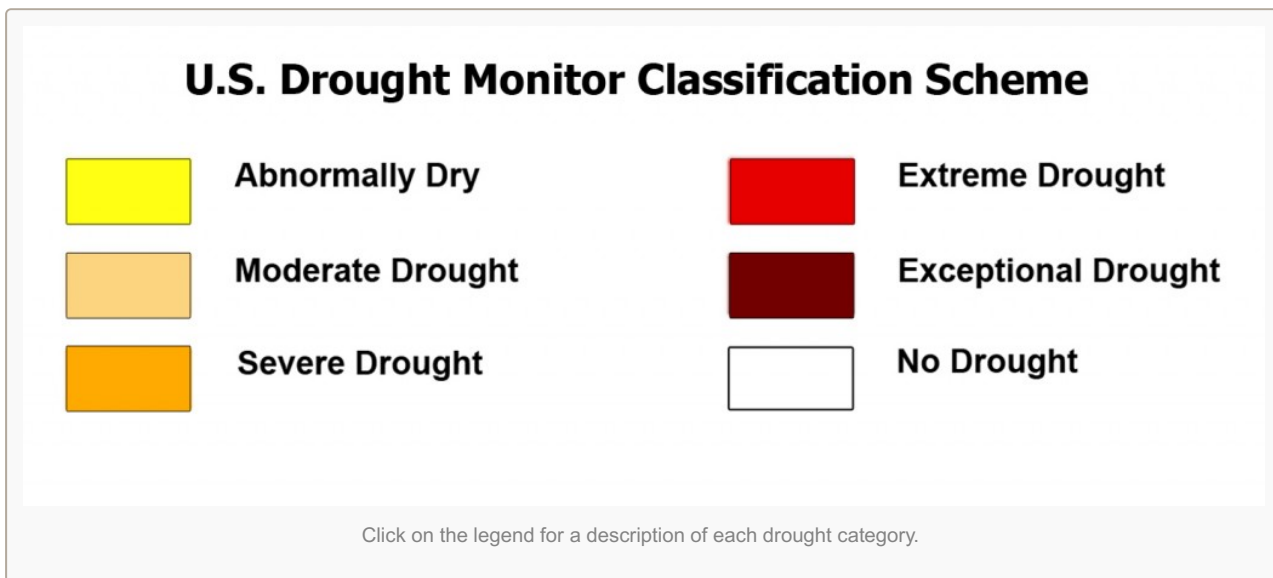 U.S. Drought Monitor Classification Scheme
Abnormally Dry
Moderate Drought
Severe Drought
Extreme Drought
Exceptional Drought
No Drought
Click on the legend for a description of each drought category.